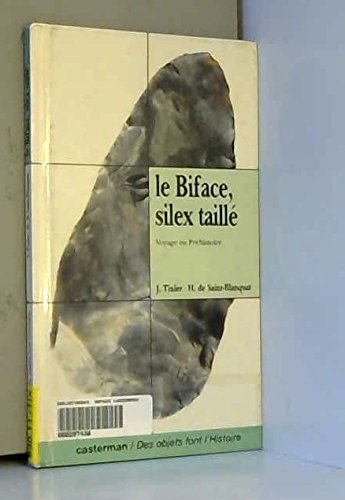 le Biface,
silex taillé
Voyage en Préhistoire
J. Tixier H. de Saint-Blanquat
casterman / Des objets font l'Histoire